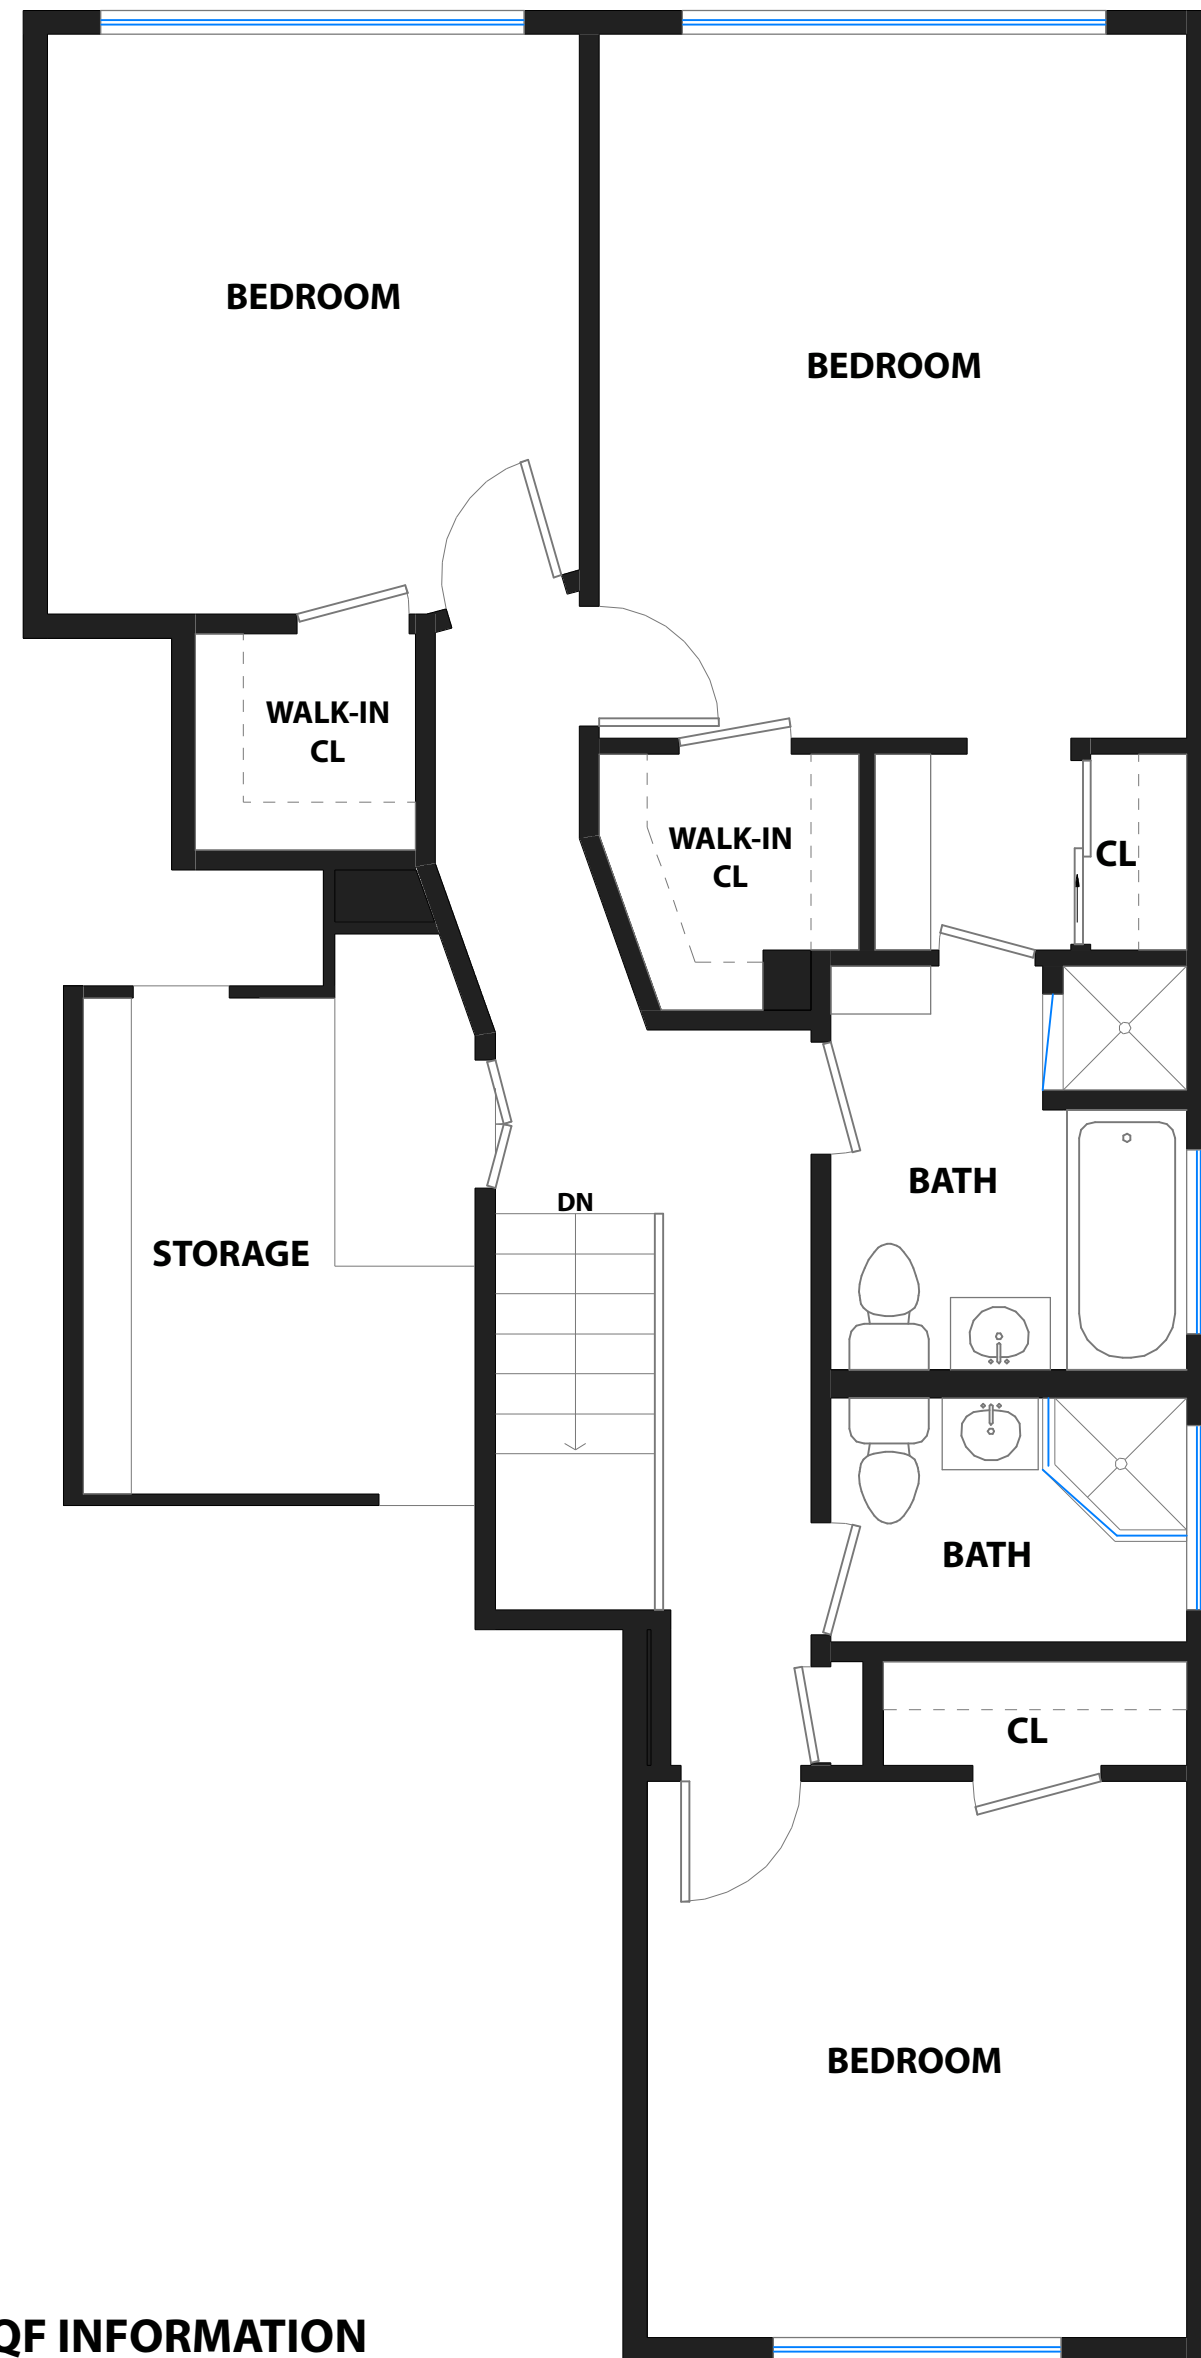 BEDROOM
BEDROOM
WALK-IN
CL
WALK-IN
CL
CL
BATH
DN
STORAGE
BATH
CL
BEDROOM
QF INFORMATION